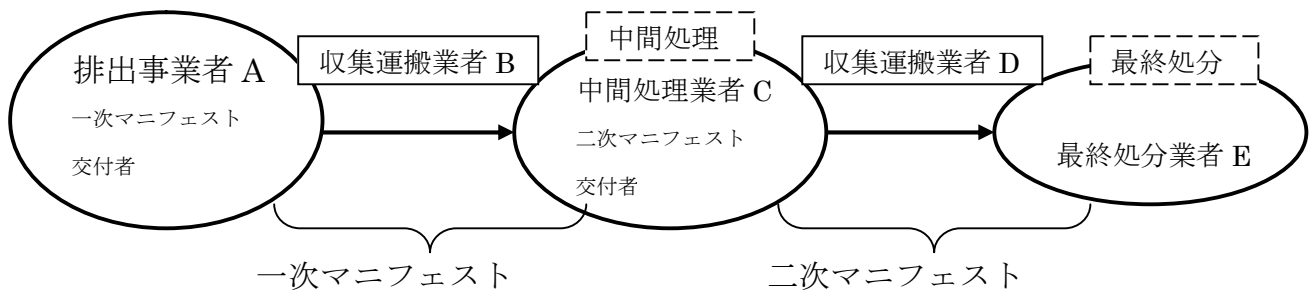 排出事業者 A
一次マニフェスト
交付者
収集運搬業者 B
中間処理
中間処理業者 C
二次マニフェスト
交付者
収集運搬業者 D
最終処分
最終処分業者 E
一次マニフェスト
二次マニフェスト